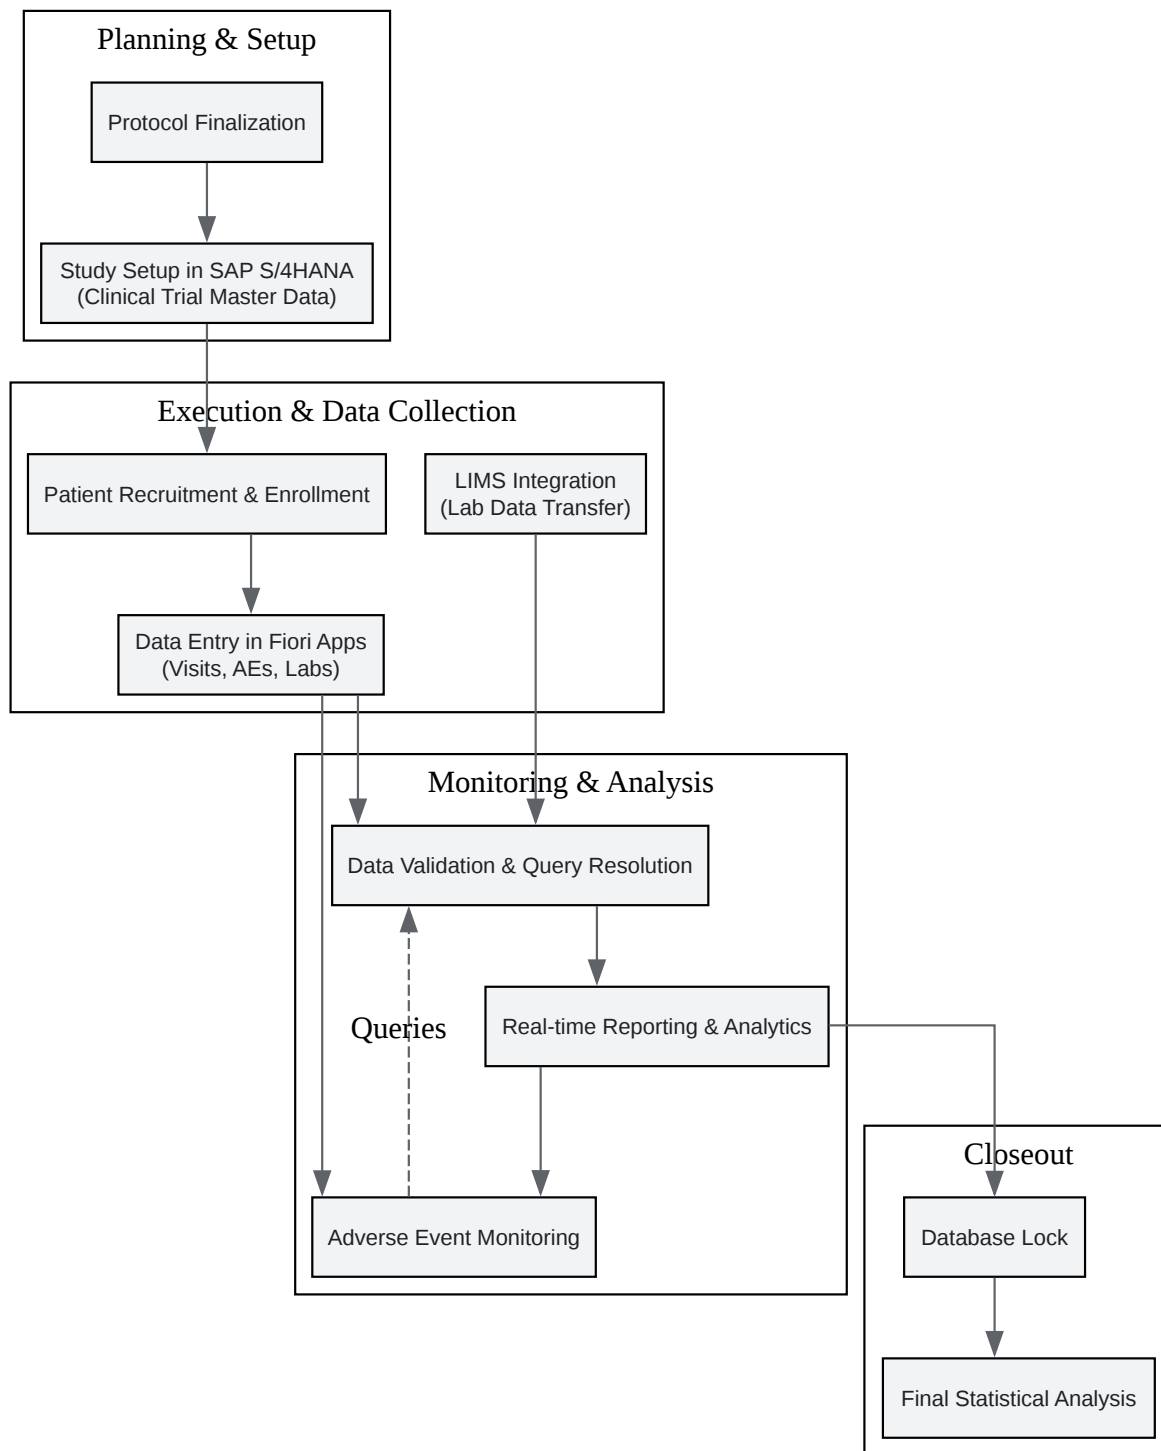 Planning & Setup
Protocol Finalization
Study Setup in SAP S/4HANA
(Clinical Trial Master Data)
Execution & Data Collection
Patient Recruitment & Enrollment
LIMS Integration
(Lab Data Transfer)
Data Entry in Fiori Apps
(Visits, AEs, Labs)
Monitoring & Analysis
Data Validation & Query Resolution
Queries
Real-time Reporting & Analytics
Adverse Event Monitoring
Closeout
Database Lock
Final Statistical Analysis